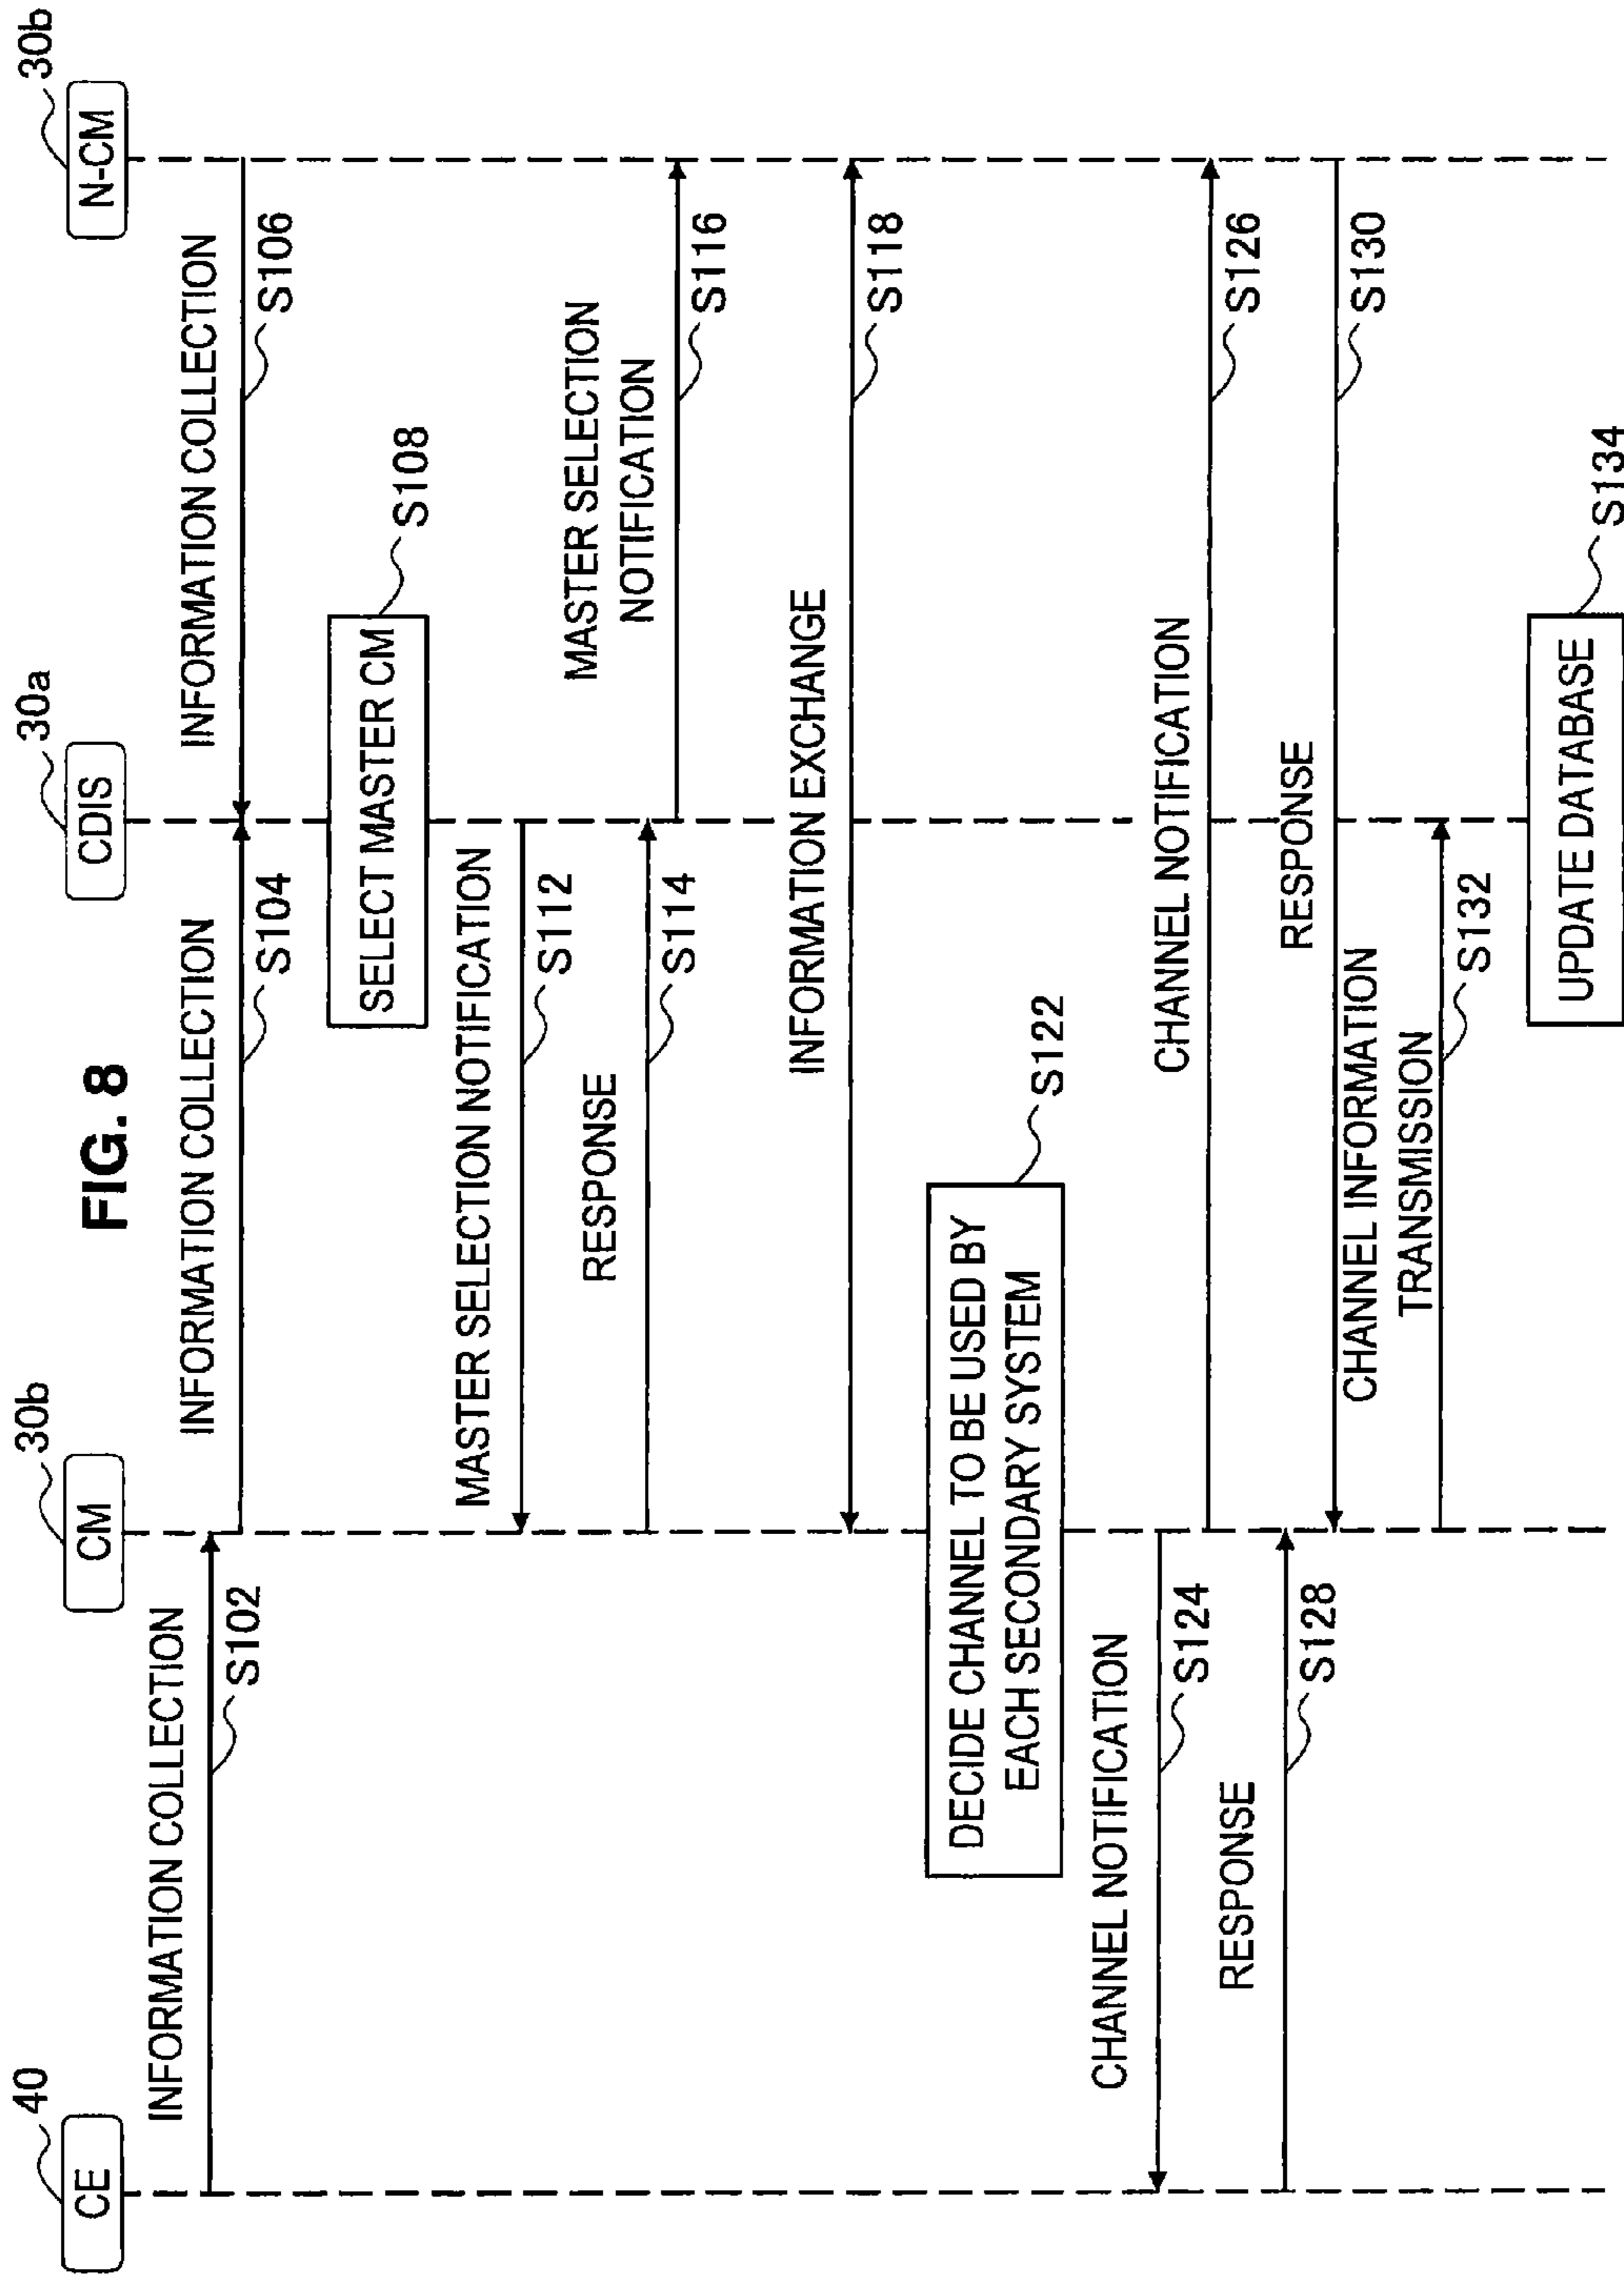 FIG. 8
40
CE
30b
CM
30a
CDIS
30b
N-CM
INFORMATION COLLECTION
S102
INFORMATION COLLECTION
S104
INFORMATION COLLECTION
S106
SELECT MASTER CM
S108
MASTER SELECTION NOTIFICATION
S112
RESPONSE
S114
MASTER SELECTION
NOTIFICATION
S116
INFORMATION EXCHANGE
S118
DECIDE CHANNEL TO BE USED BY
EACH SECONDARY SYSTEM
S122
CHANNEL NOTIFICATION
S124
CHANNEL NOTIFICATION
S126
RESPONSE
S128
RESPONSE
S130
CHANNEL INFORMATION
TRANSMISSION
S132
UPDATE DATABASE
S134